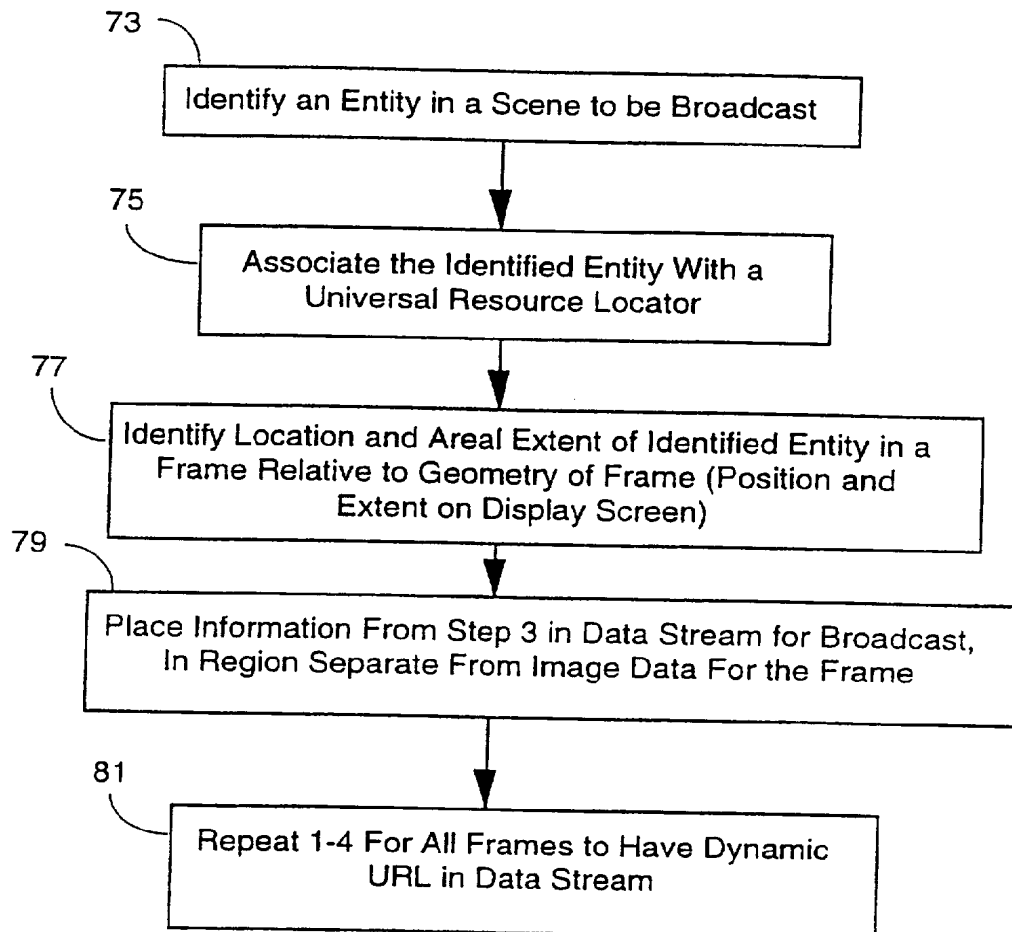 73
Identify an Entity in a Scene to be Broadcast
75
Associate the Identified Entity With a
Universal Resource Locator
77
Identify Location and Areal Extent of Identified Entity in a
Frame Relative to Geometry of Frame (Position and
Extent on Display Screen)
79
Place Information From Step 3 in Data Stream for Broadcast,
In Region Separate From Image Data For the Frame
81
Repeat 1-4 For All Frames to Have Dynamic
URL in Data Stream